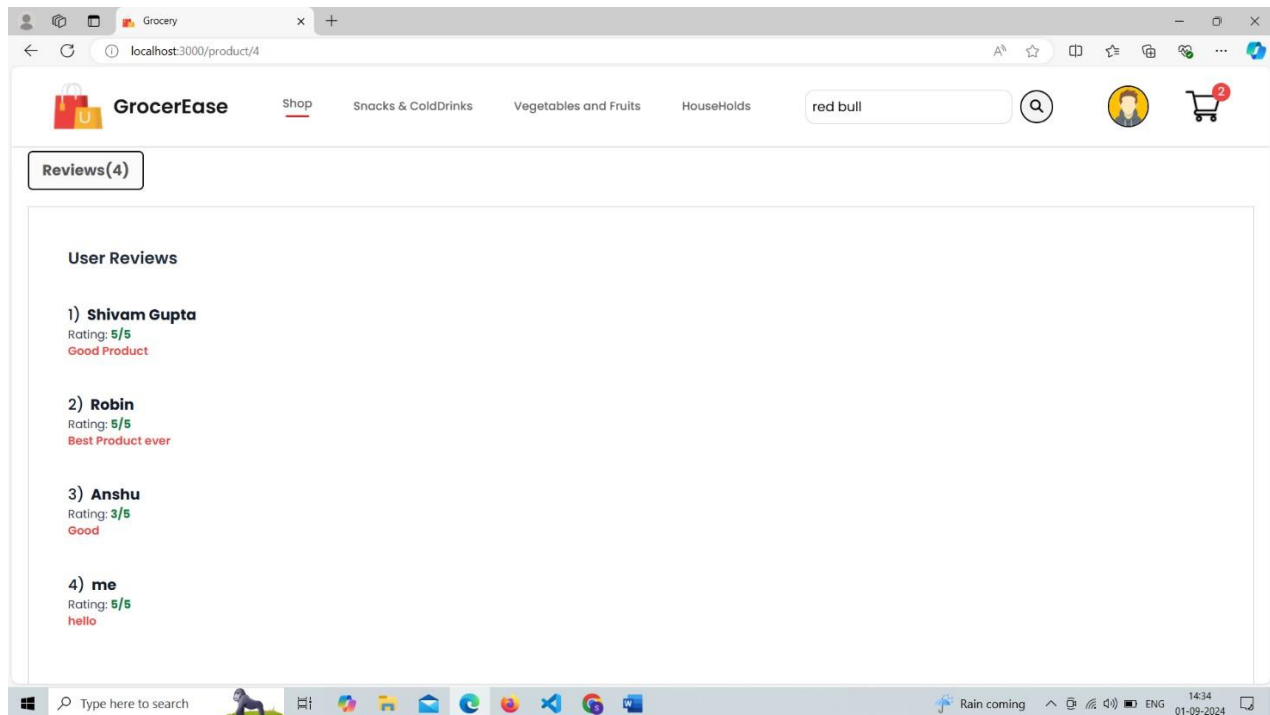 Grocery
localhost:3000/product/4
U
GrocerEase
Shop
Snacks & ColdDrinks
Vegetables and Fruits
HouseHolds
red bull
2
Reviews(4)
User Reviews
1) Shivam Gupta
Rating: 5/5
Good Product
2) Robin
Rating: 5/5
Best Product ever
3) Anshu
Rating: 3/5
Good
4) me
Rating: 5/5
hello
Type here to search
Rain coming
ENG
14:34
01-09-2024